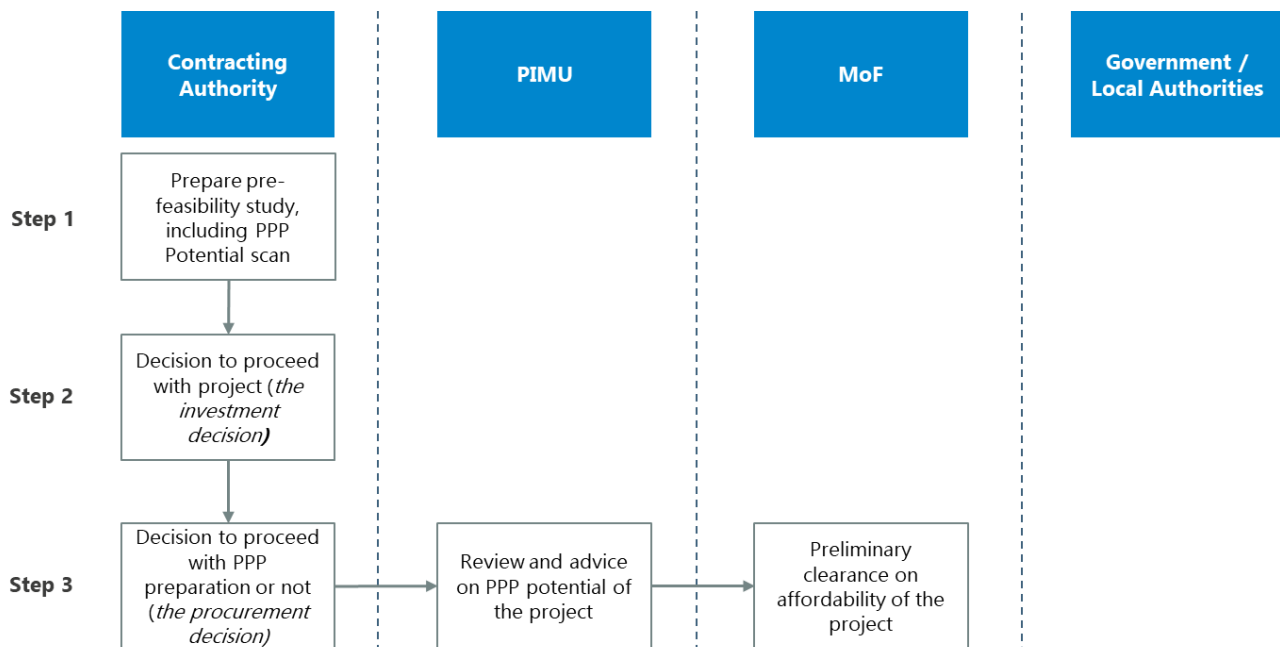 Contracting
Authority
PIMU
MoF
Government /
Local Authorities
Step 1
Prepare pre-
feasibility study,
including PPP
Potential scan
Step 2
Decision to proceed
with project (the
investment
decision)
Step 3
Decision to proceed
with PPP
preparation or not
(the procurement
decision)
Review and advice
on PPP potential of
the project
Preliminary
clearance on
affordability of the
project